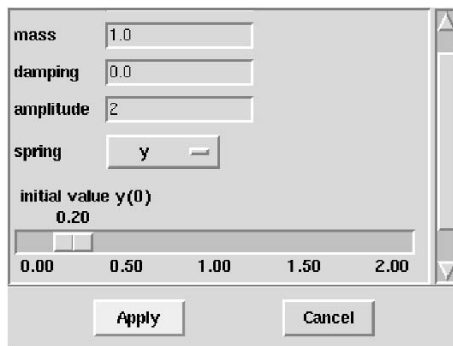 mass 1.0
damping 0.0
amplitude 2
spring y
initial value y(0)
0.20
0.00 0.50 1.00 1.50 2.00
Apply Cancel